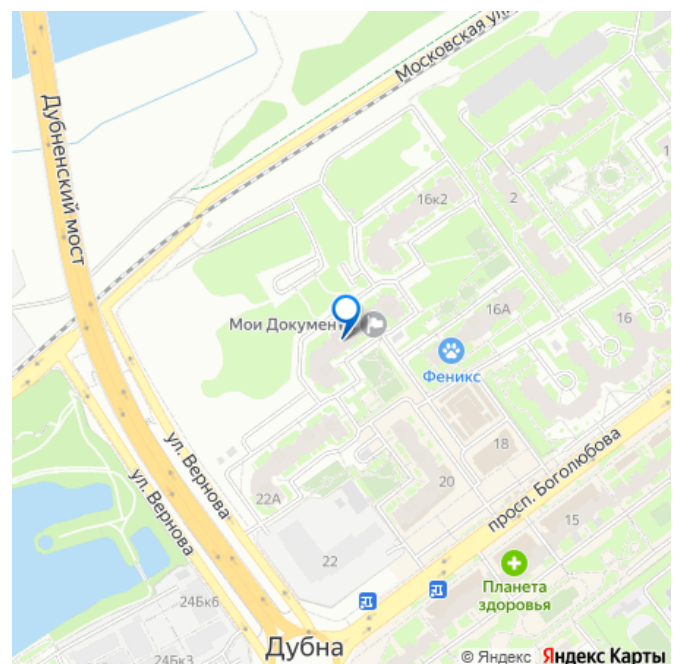 Московская ул.
Дубненский мост
16к2
2
1
Мои Документ
16А
16
Феникс
ул. Вернова
18
просп. Боголюбова
22А
20
15
ул. Вернова
22
Планета
здоровья
24Бк6
Дубна
24Бк3
© Яндекс Яндекс Карты